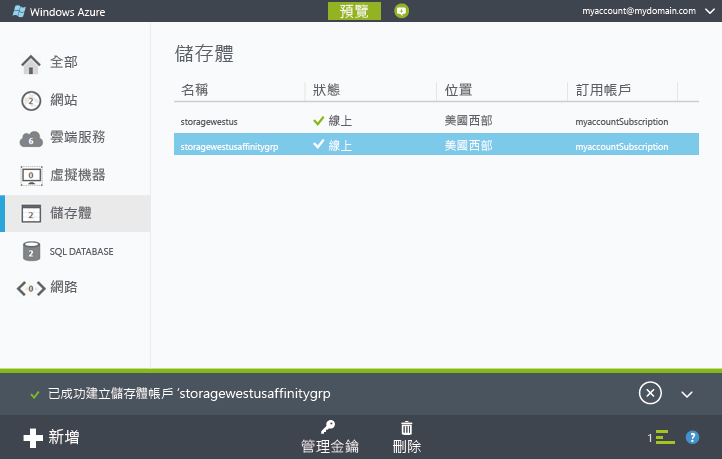 Windows Azure 預覽 myaccount@mydomain.com
全部
2 網站
6 雲端服務
0 虛擬機器
2 儲存體
2 SQL DATABASE
0 網路
儲存體
名稱 狀態 位置 訂用帳戶
storagewestus 線上 美國西部 myaccountSubscription
storagewestusaffinitygrp 線上 美國西部 myaccountSubscription
已成功建立儲存體帳戶 'storagewestusaffinitygrp
新增 管理金鑰 刪除 1 ?